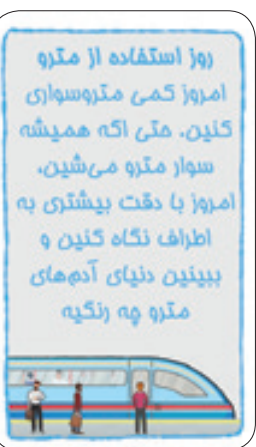 روز استفاده از مترو
امروز کمی متروسواری
کنین. حتی اگه همیشه
سوار مترو می‌شین،
امروز با دقت بیشتری به
اطراف نگاه کنین و
ببینین دنیای آدم‌های
مترو چه رنگیه